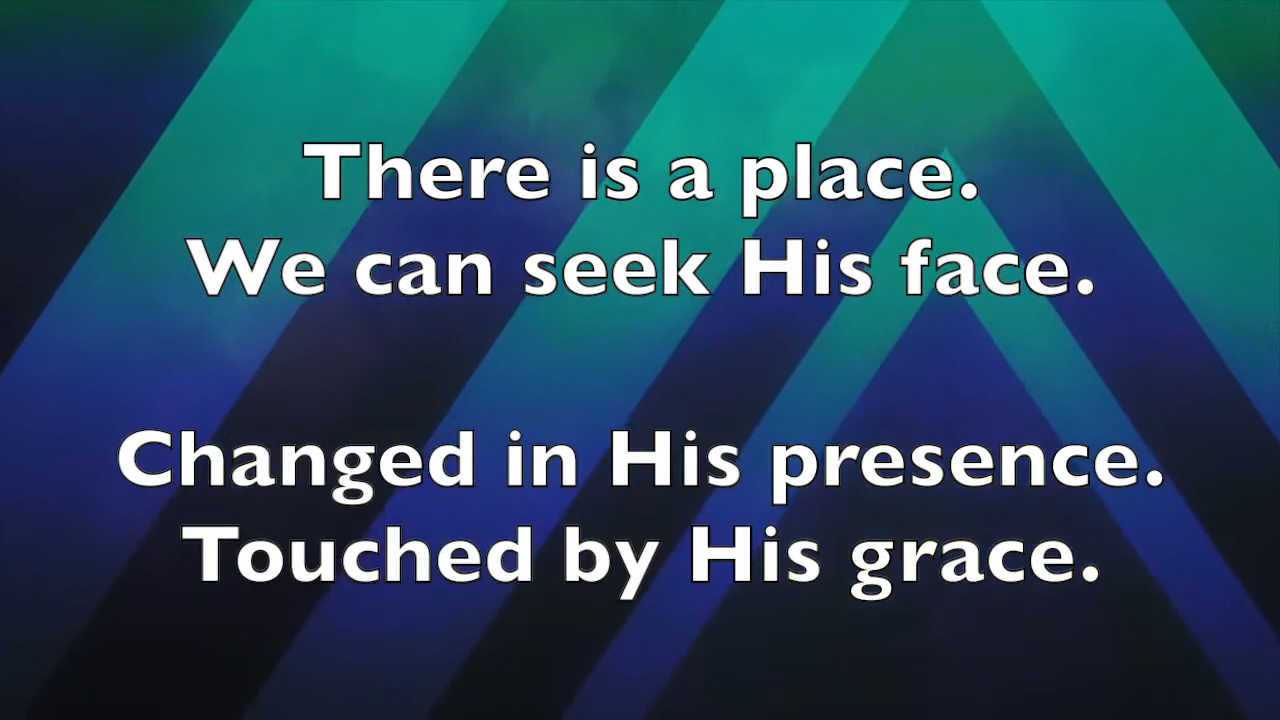 There is a place.
We can seek His face.
Changed in His presence.
Touched by His grace.